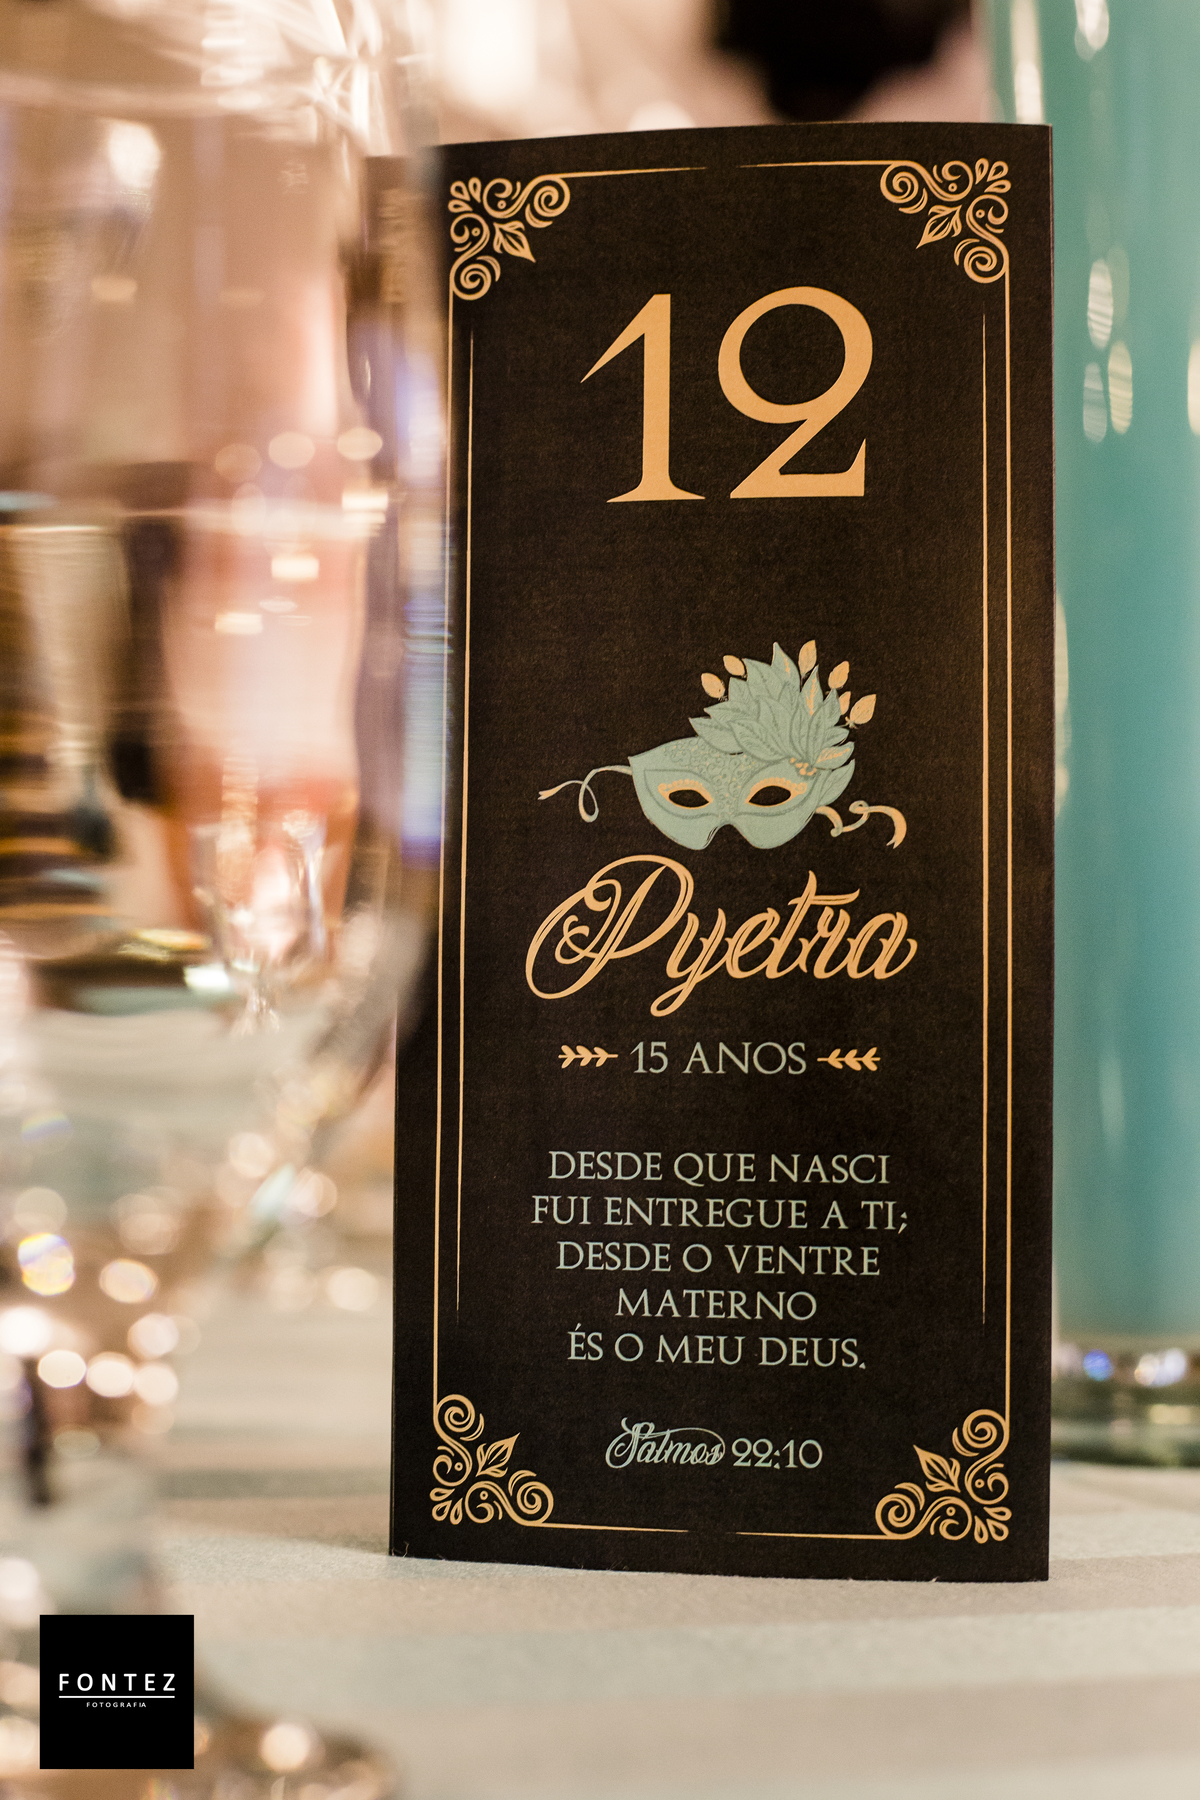 12
Pyetra
15 ANOS
DESDE QUE NASCI
FUI ENTREGUE A TI;
DESDE O VENTRE
MATERNO
ÉS O MEU DEUS.
Salmos 22:10
FONTEZ
FOTOGRAFIA